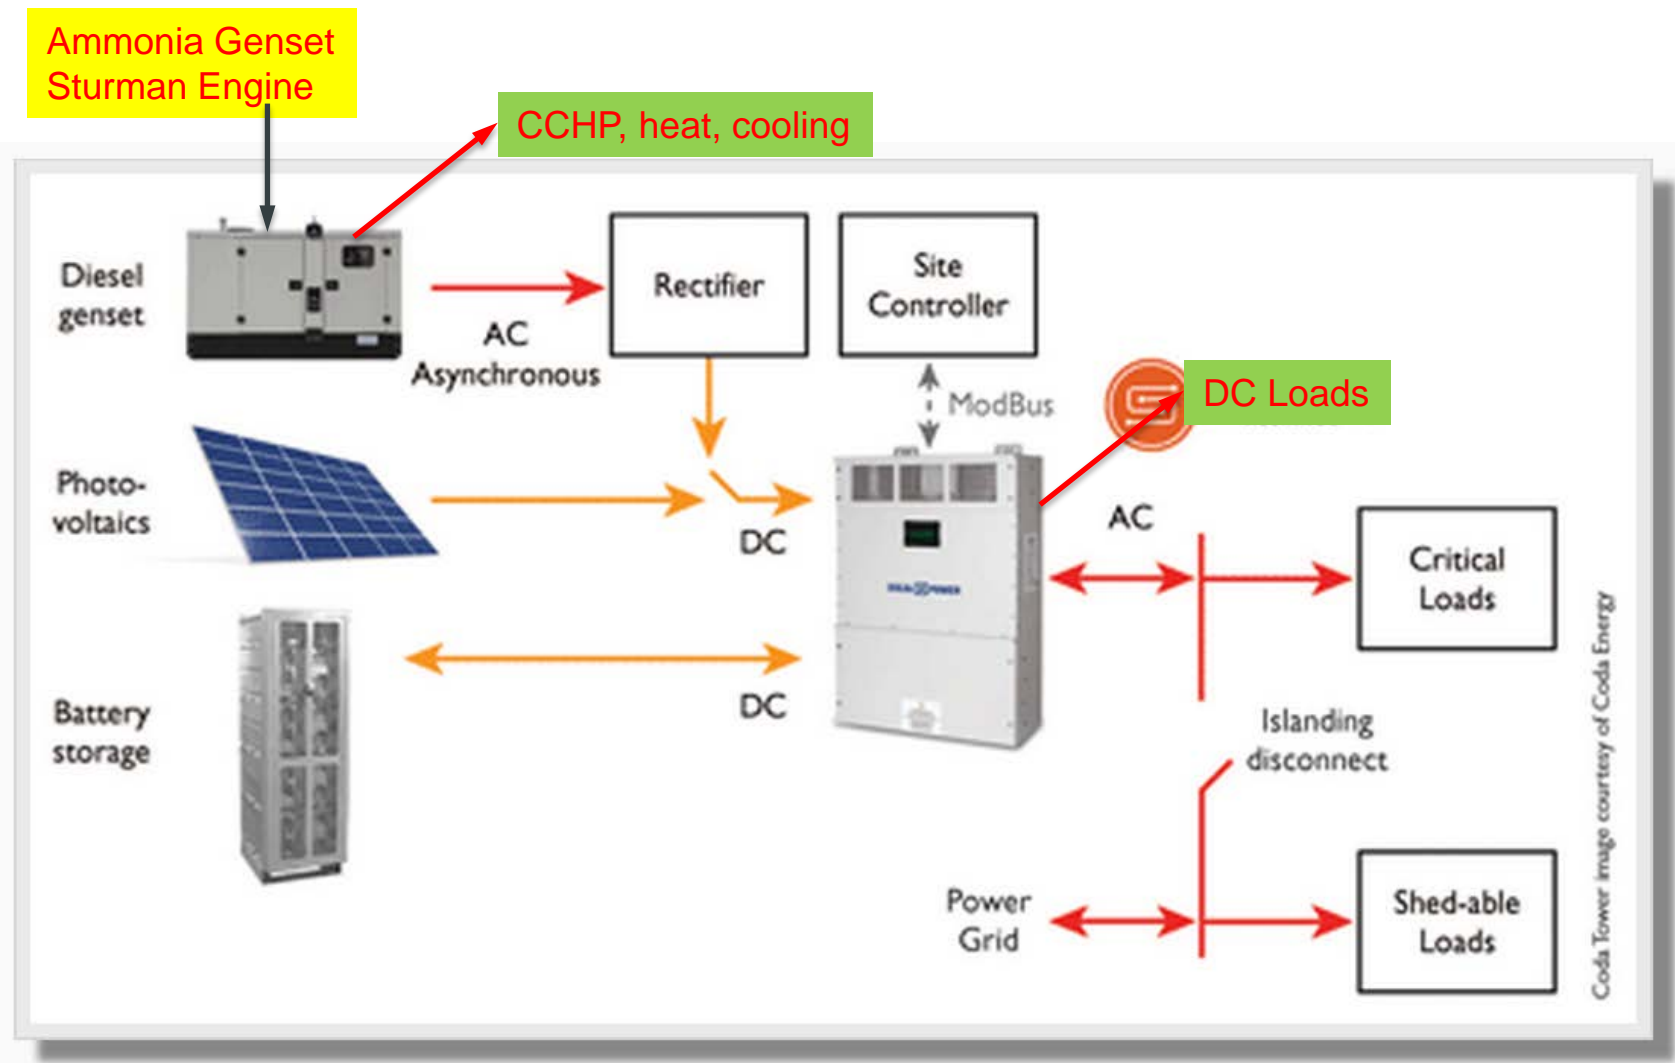 Ammonia Genset
Sturman Engine
CCHP, heat, cooling
Diesel
genset
AC
Asynchronous
Rectifier
Site
Controller
ModBus
DC Loads
Photo-
voltaics
DC
AC
Critical
Loads
IDEAL POWER
Battery
storage
DC
Islanding
disconnect
Power
Grid
Shed-able
Loads
Coda Tower image courtesy of Coda Energy